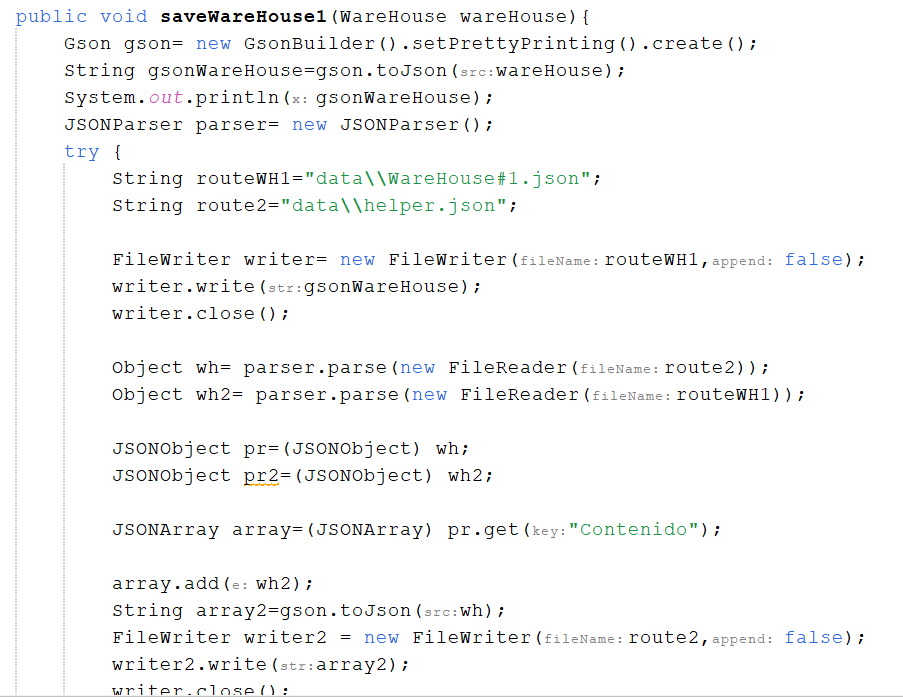 public void saveWareHouse1(WareHouse wareHouse){
Gson gson= new GsonBuilder().setPrettyPrinting().create();
String gsonWareHouse=gson.toJson(src:wareHouse);
System.out.println(x: gsonWareHouse);
JSONParser parser= new JSONParser();
try {
String routeWH1="data\\WareHouse#1.json";
String route2="data\\helper.json";
FileWriter writer= new FileWriter(fileName: routeWH1,append: false);
writer.write(str:gsonWareHouse);
writer.close();
Object wh= parser.parse(new FileReader(fileName: route2));
Object wh2= parser.parse(new FileReader(fileName: routeWH1));
JSONObject pr=(JSONObject) wh;
JSONObject pr2=(JSONObject) wh2;
JSONArray array=(JSONArray) pr.get(key:"Contenido");
array.add(e: wh2);
String array2=gson.toJson(src:wh);
FileWriter writer2 = new FileWriter(fileName: route2,append: false);
writer2.write(str:array2);
writer.close();